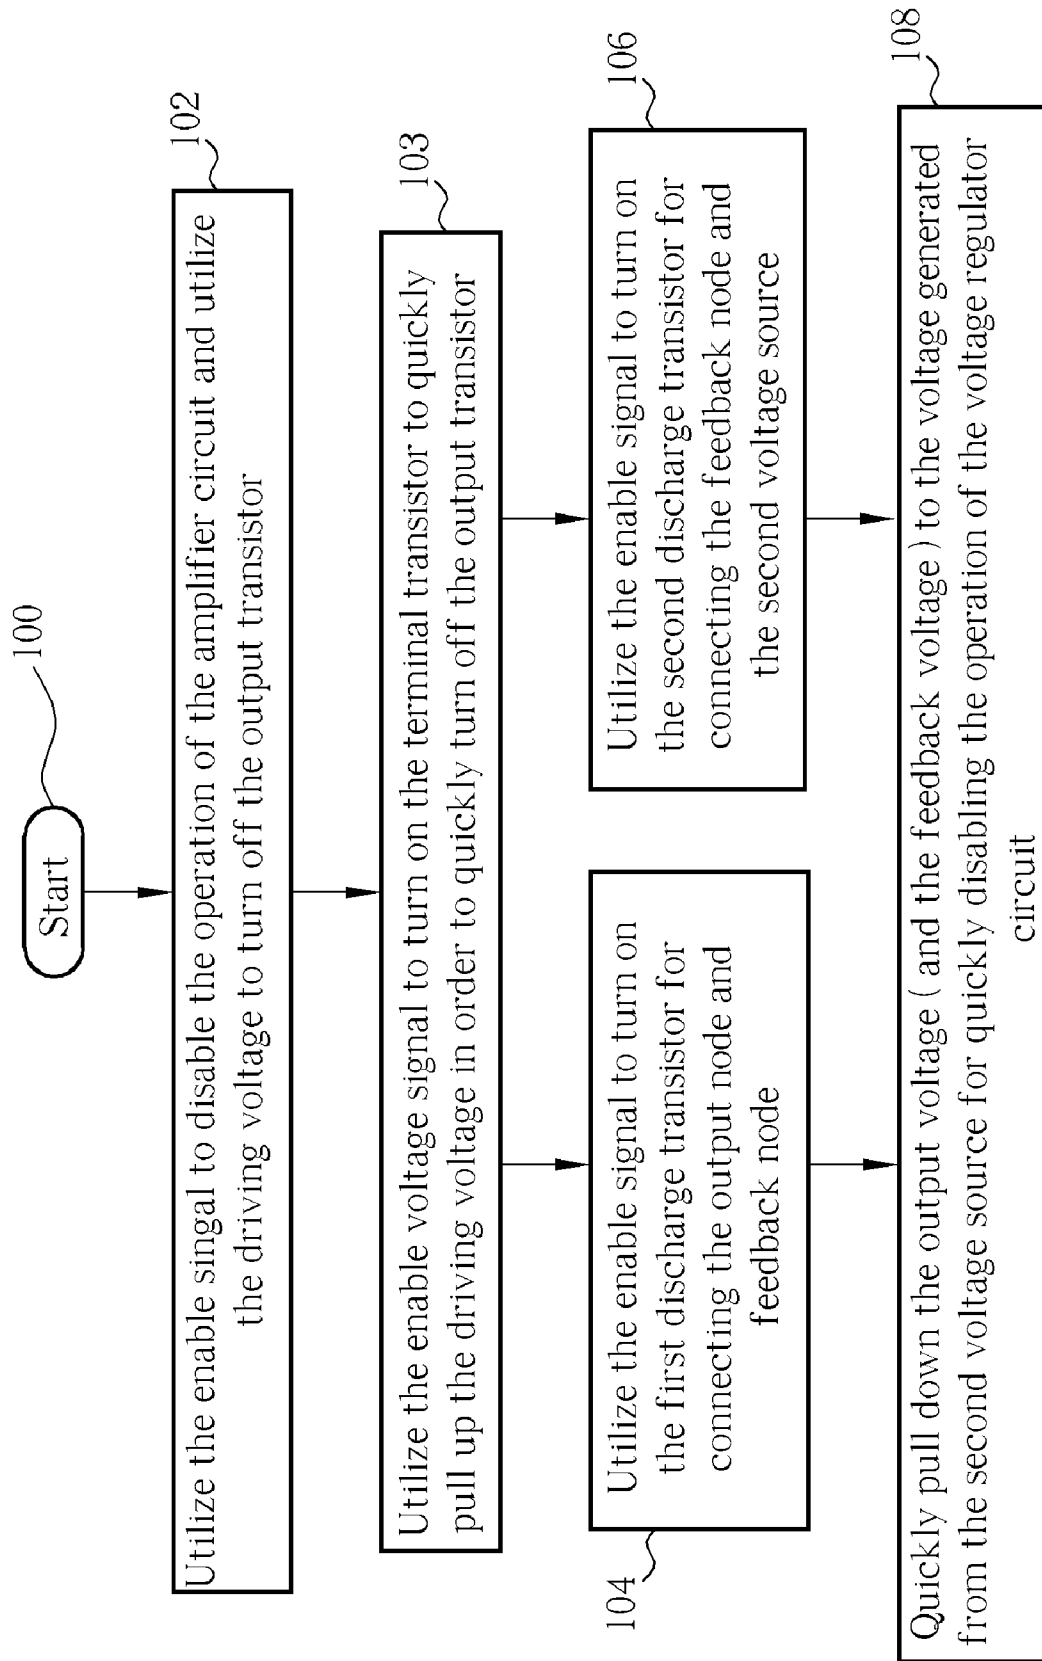 Start
100
Utilize the enable singal to disable the operation of the amplifier circuit and utilize
the driving voltage to turn off the output transistor
102
Utilize the enable voltage signal to turn on the terminal transistor to quickly
pull up the driving voltage in order to quickly turn off the output transistor
103
Utilize the enable signal to turn on
the first discharge transistor for
connecting the output node and
feedback node
104
Utilize the enable signal to turn on
the second discharge transistor for
connecting the feedback node and
the second voltage source
106
Quickly pull down the output voltage ( and the feedback voltage ) to the voltage generated
from the second voltage source for quickly disabling the operation of the voltage regulator
circuit
108